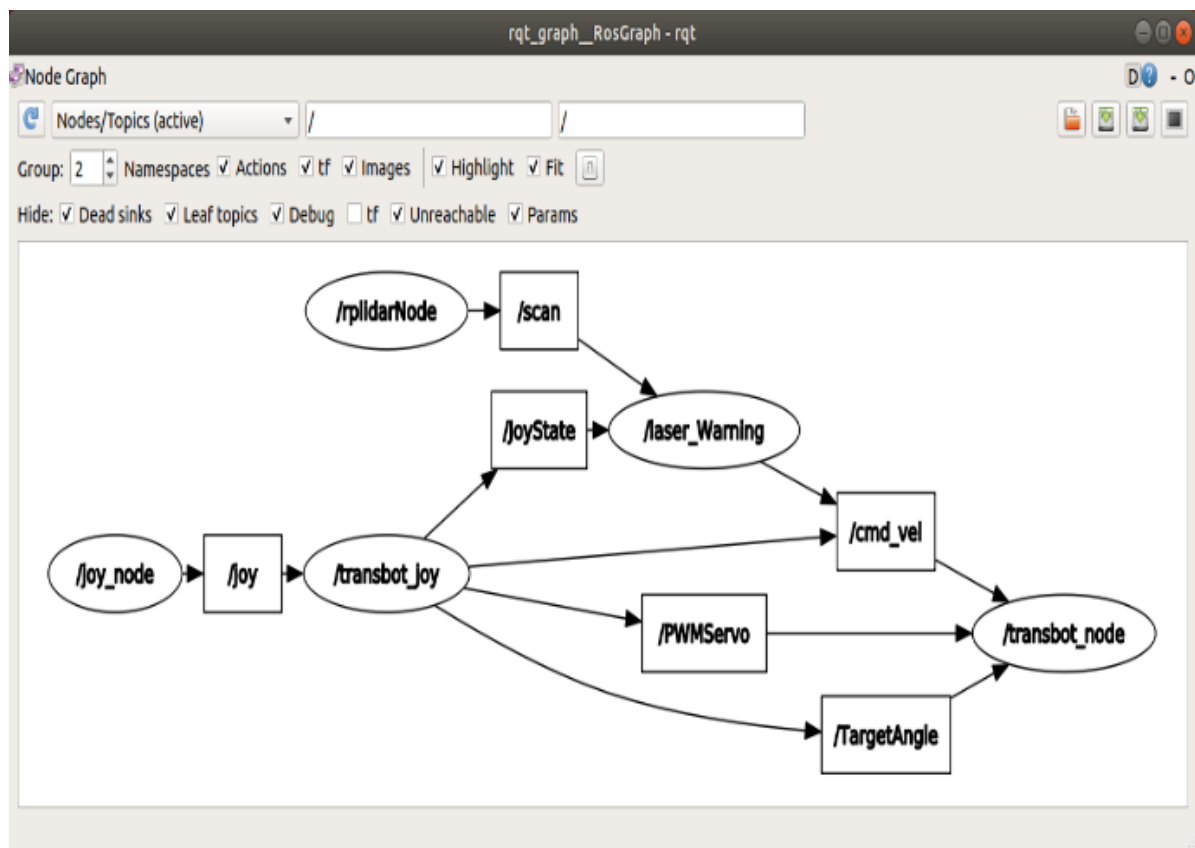 rqt_graph__RosGraph - rqt
Node Graph
D - O
Nodes/Topics (active) / /
Group: 2 Namespaces Actions tf Images Highlight Fit
Hide: Dead sinks Leaf topics Debug tf Unreachable Params
/rplidarNode
/scan
/JoyState
/laser_Warning
/cmd_vel
/joy_node
/joy
/transbot_joy
/PWMServo
/transbot_node
/TargetAngle